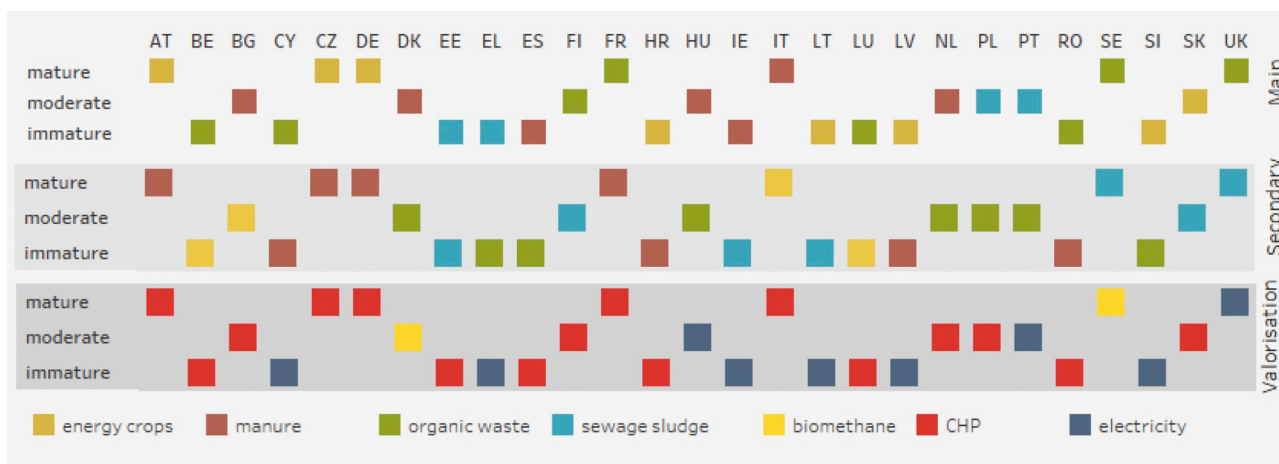 AT BE BG CY CZ DE DK EE EL ES FI FR HR HU IE IT LT LU LV NL PL PT RO SE SI SK UK
mature
moderate
immature
Main
mature
moderate
immature
Secondary
mature
moderate
immature
Valorisation
energy crops manure organic waste sewage sludge biomethane CHP electricity